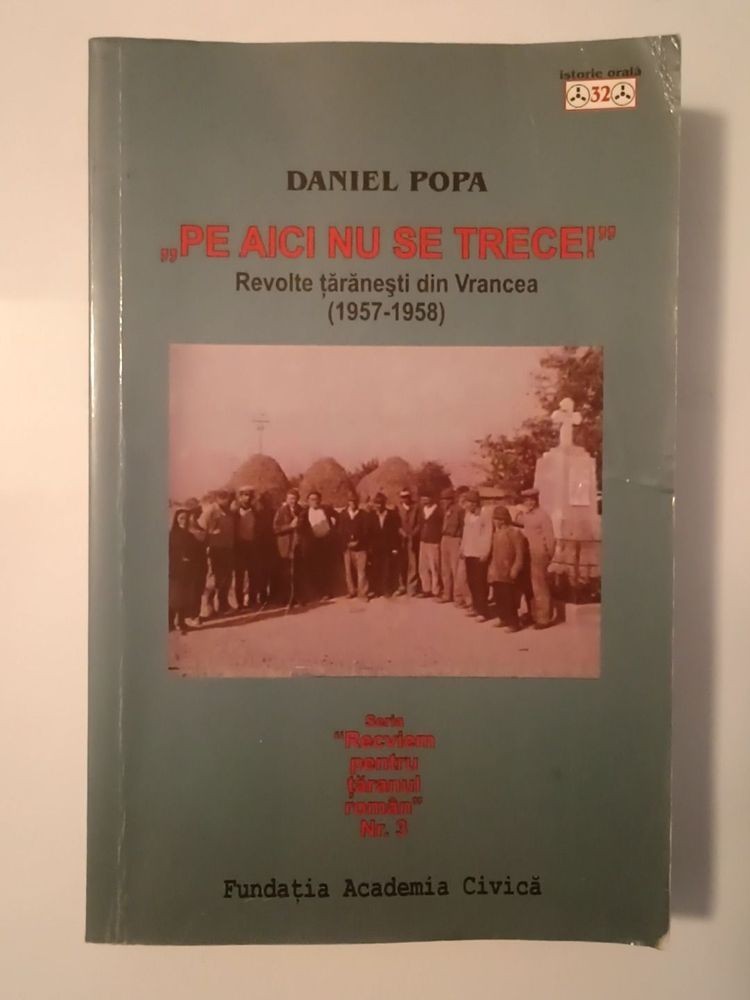 istorie orală
32
DANIEL POPA
„PE AICI NU SE TRECE!”
Revolte ţărăneşti din Vrancea
(1957-1958)
Seria
“Recviem
pentru
ţăranul
român”
Nr. 3
Fundaţia Academia Civică